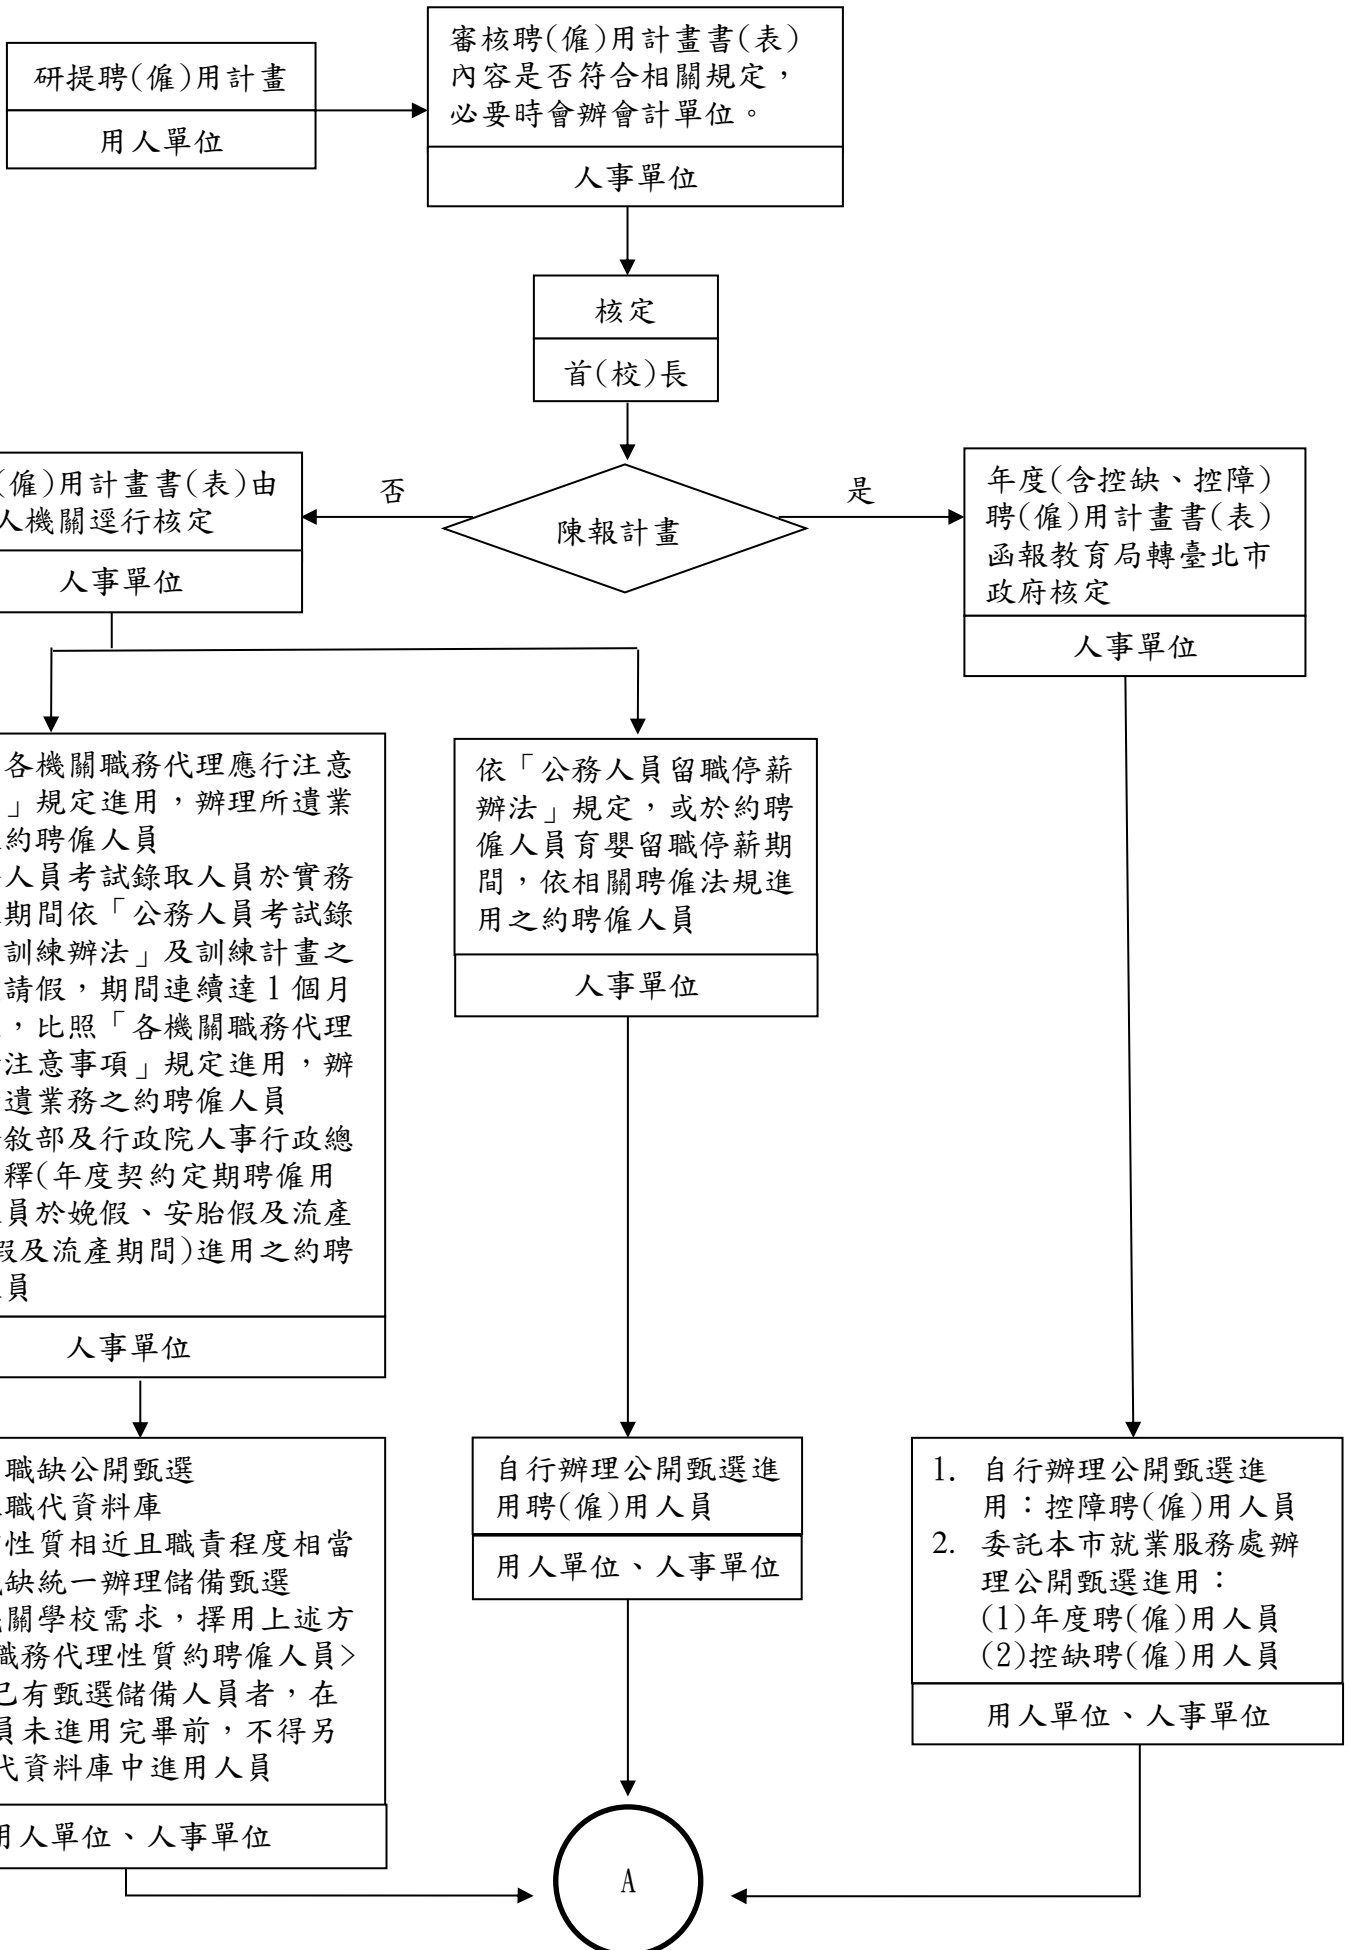 研提聘(僱)用計畫
用人單位
審核聘(僱)用計畫書(表)
內容是否符合相關規定，
必要時會辦會計單位。
人事單位
核定
首(校)長
陳報計畫
否
是
(僱)用計畫書(表)由
人機關逕行核定
人事單位
年度(含控缺、控障)
聘(僱)用計畫書(表)
函報教育局轉臺北市
政府核定
人事單位
各機關職務代理應行注意
」規定進用，辦理所遺業
約聘僱人員
人員考試錄取人員於實務
期間依「公務人員考試錄
訓練辦法」及訓練計畫之
請假，期間連續達1個月
，比照「各機關職務代理
注意事項」規定進用，辦
遺業務之約聘僱人員
敘部及行政院人事行政總
釋(年度契約定期聘僱用
員於娩假、安胎假及流產
假及流產期間)進用之約聘
員
人事單位
依「公務人員留職停薪
辦法」規定，或於約聘
僱人員育嬰留職停薪期
間，依相關聘僱法規進
用之約聘僱人員
人事單位
職缺公開甄選
職代資料庫
性質相近且職責程度相當
缺統一辦理儲備甄選
關學校需求，擇用上述方
職務代理性質約聘僱人員>
已有甄選儲備人員者，在
員未進用完畢前，不得另
代資料庫中進用人員
用人單位、人事單位
自行辦理公開甄選進
用聘(僱)用人員
用人單位、人事單位
1. 自行辦理公開甄選進
用：控障聘(僱)用人員
2. 委託本市就業服務處辦
理公開甄選進用：
(1)年度聘(僱)用人員
(2)控缺聘(僱)用人員
用人單位、人事單位
A